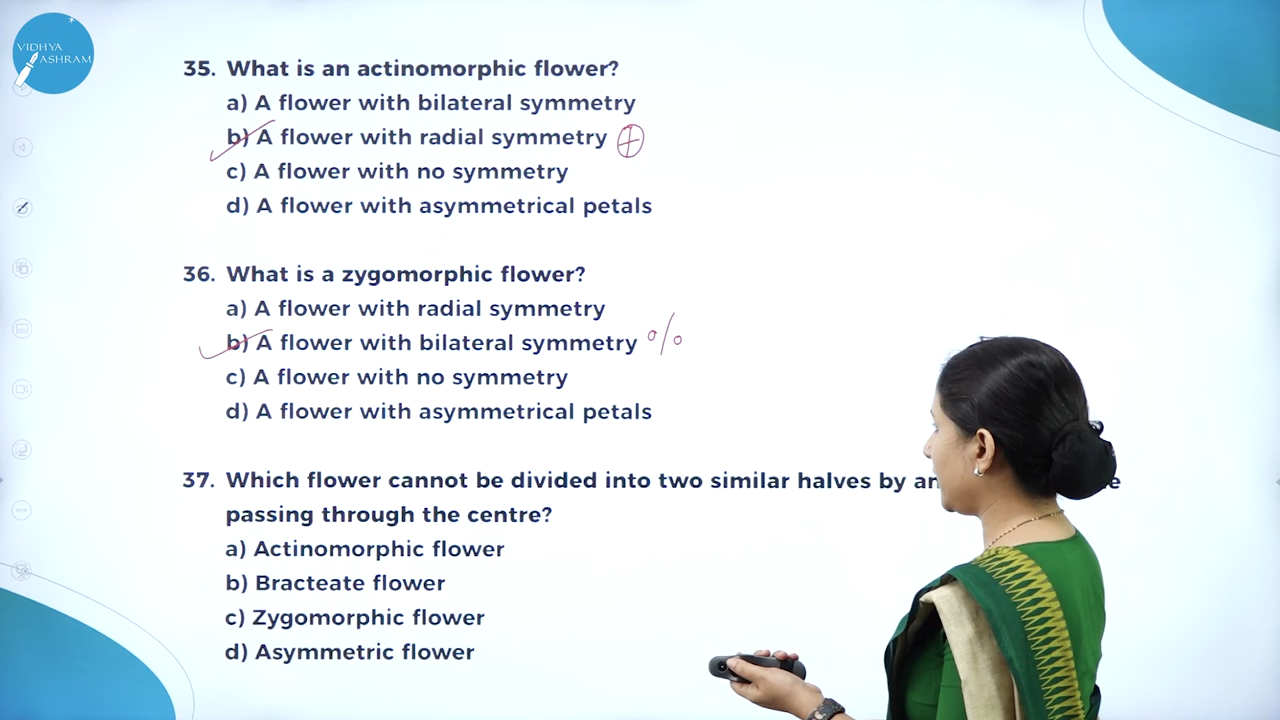 VIDHYA
ASHRAM
35. What is an actinomorphic flower?
a) A flower with bilateral symmetry
b) A flower with radial symmetry ⊕
c) A flower with no symmetry
d) A flower with asymmetrical petals
36. What is a zygomorphic flower?
a) A flower with radial symmetry
b) A flower with bilateral symmetry %
c) A flower with no symmetry
d) A flower with asymmetrical petals
37. Which flower cannot be divided into two similar halves by
passing through the centre?
a) Actinomorphic flower
b) Bracteate flower
c) Zygomorphic flower
d) Asymmetric flower